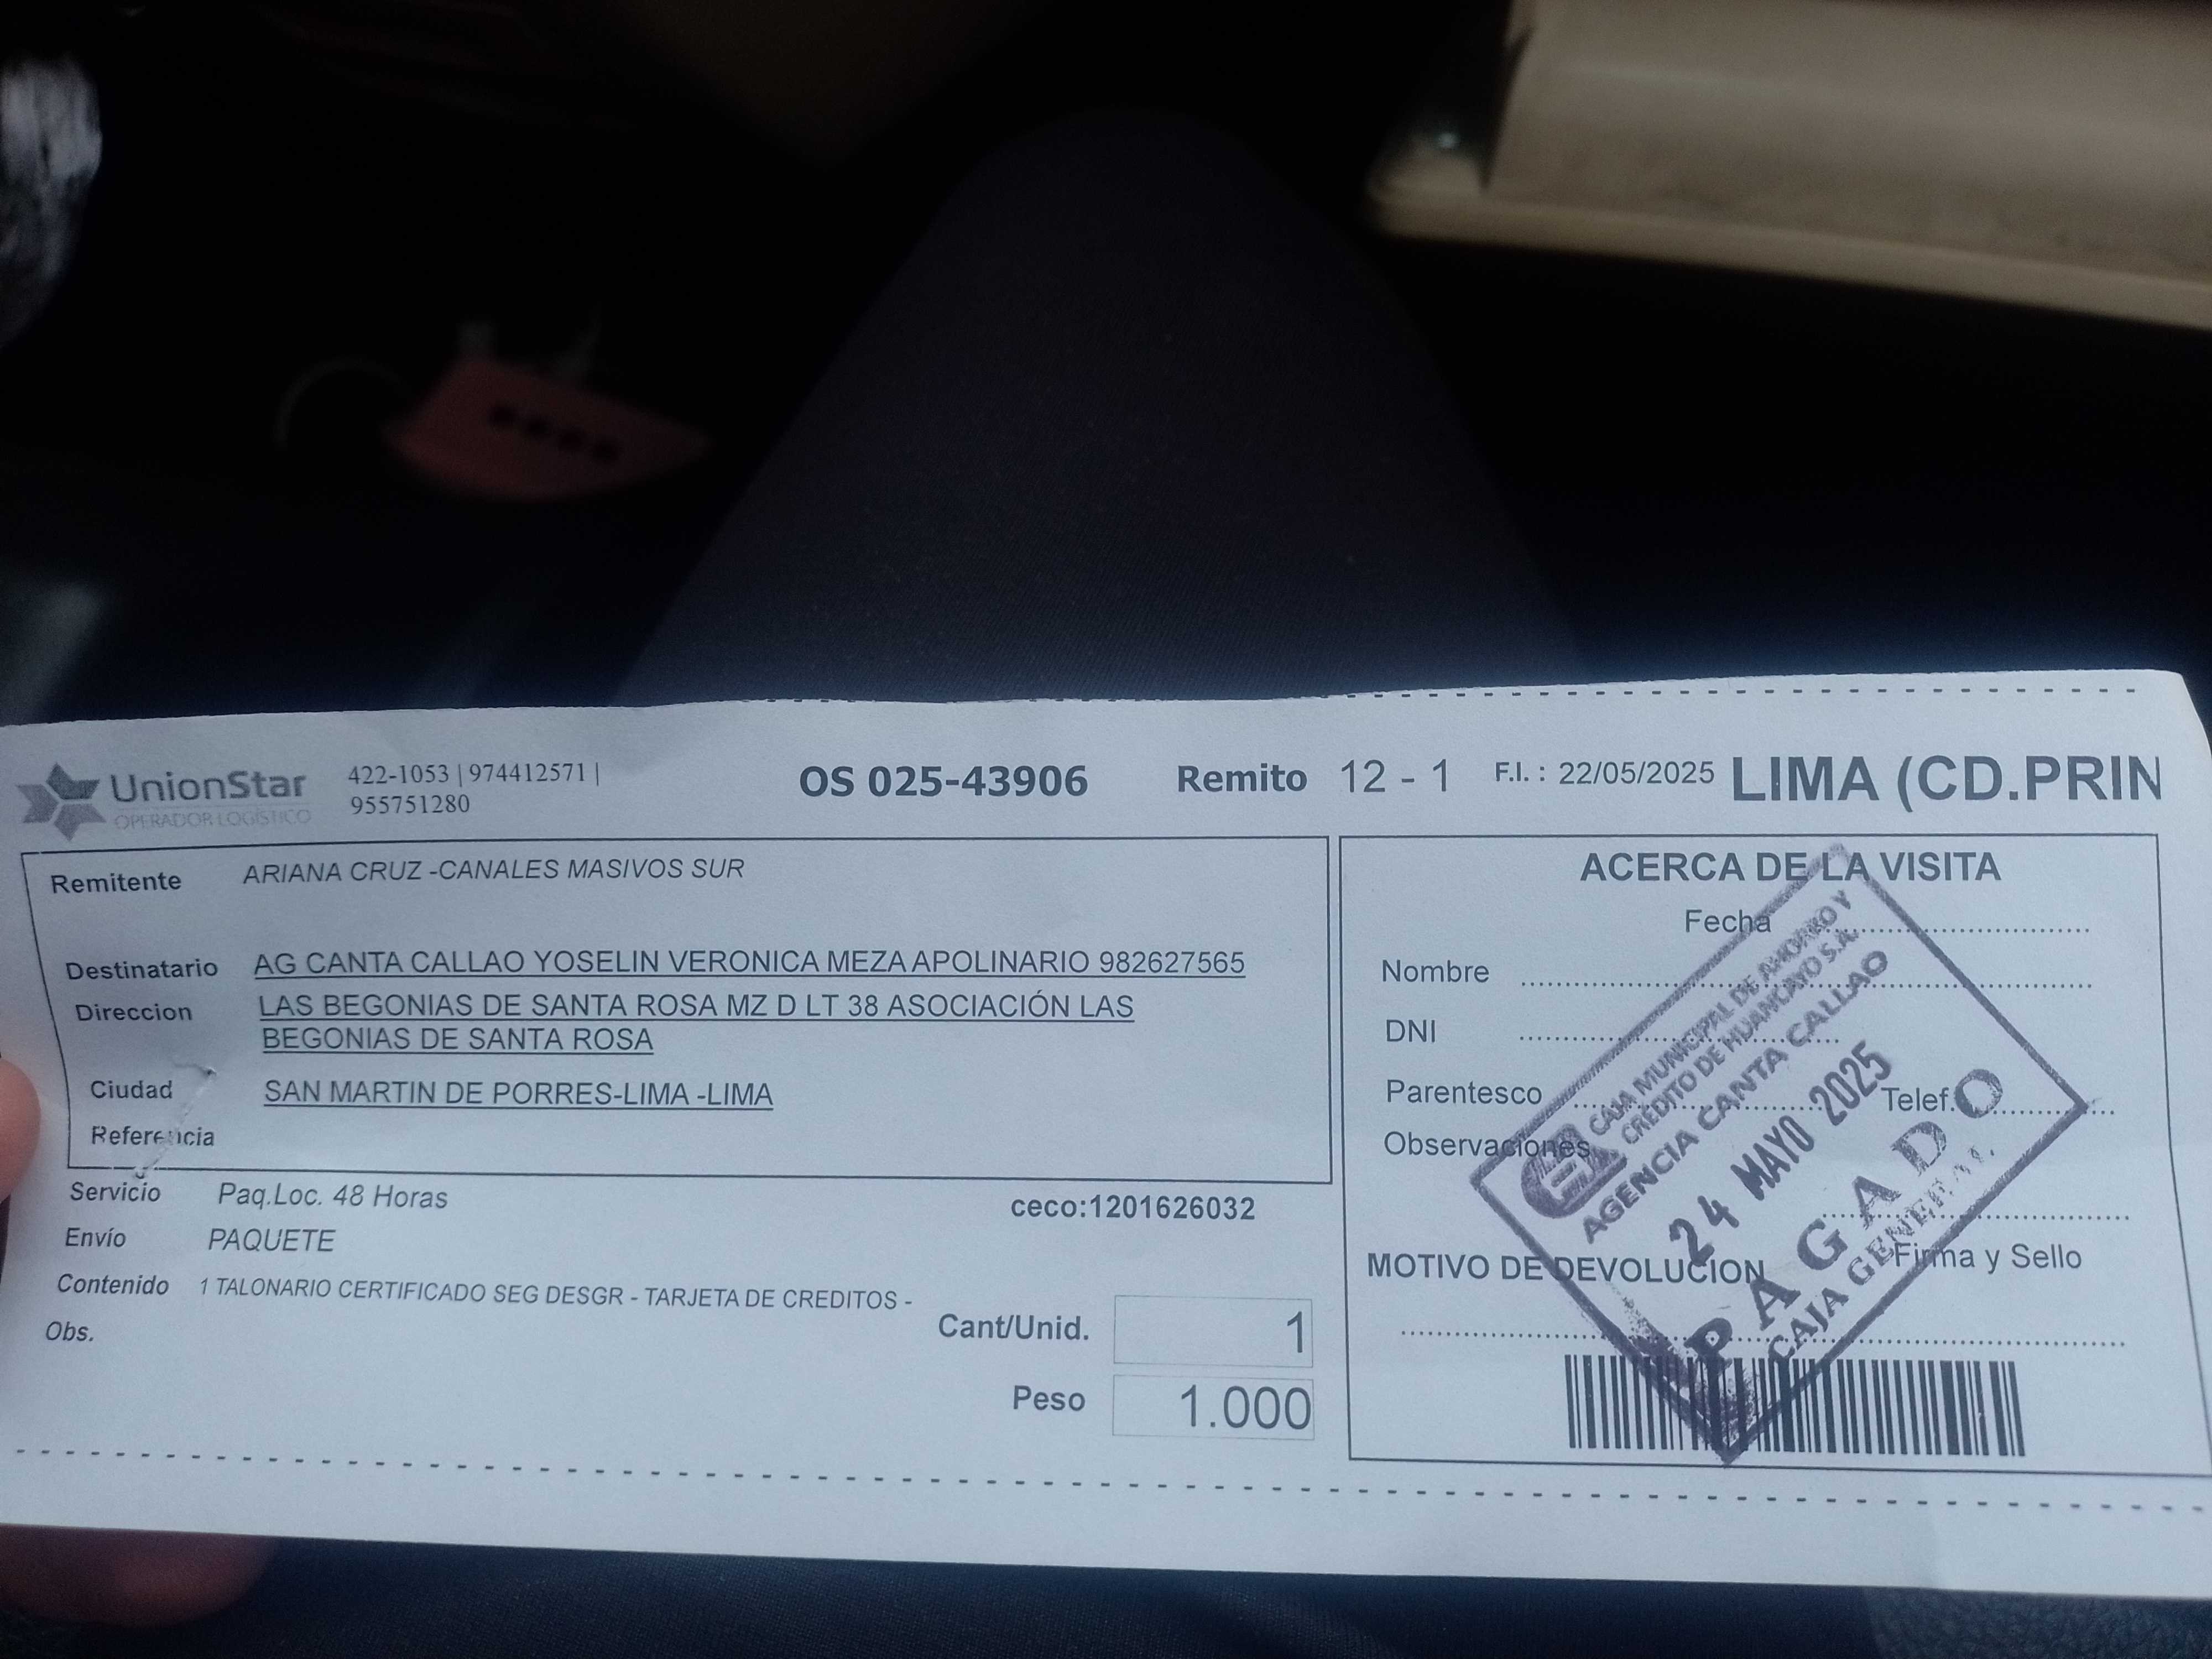 UnionStar
OPERADOR LOGÍSTICO
422-1053 | 974412571 |
955751280
OS 025-43906
Remito 12 - 1
F.I. : 22/05/2025
LIMA (CD.PRIN
Remitente ARIANA CRUZ -CANALES MASIVOS SUR
Destinatario AG CANTA CALLAO YOSELIN VERONICA MEZA APOLINARIO 982627565
Direccion LAS BEGONIAS DE SANTA ROSA MZ D LT 38 ASOCIACIÓN LAS
BEGONIAS DE SANTA ROSA
Ciudad SAN MARTIN DE PORRES-LIMA -LIMA
Referencia
Servicio Paq.Loc. 48 Horas
ceco:1201626032
Envío PAQUETE
Contenido 1 TALONARIO CERTIFICADO SEG DESGR - TARJETA DE CREDITOS -
Obs.
Cant/Unid. 1
Peso 1.000
ACERCA DE LA VISITA
Fecha
Nombre
DNI
Parentesco
Telef.
Observaciones
Firma y Sello
MOTIVO DE DEVOLUCION
CAJA MUNICIPAL DE AHORRO Y
CRÉDITO DE HUANCAYO S.A.
AGENCIA CANTA CALLAO
24 MAYO 2025
PAGADO
CAJA GENERAL